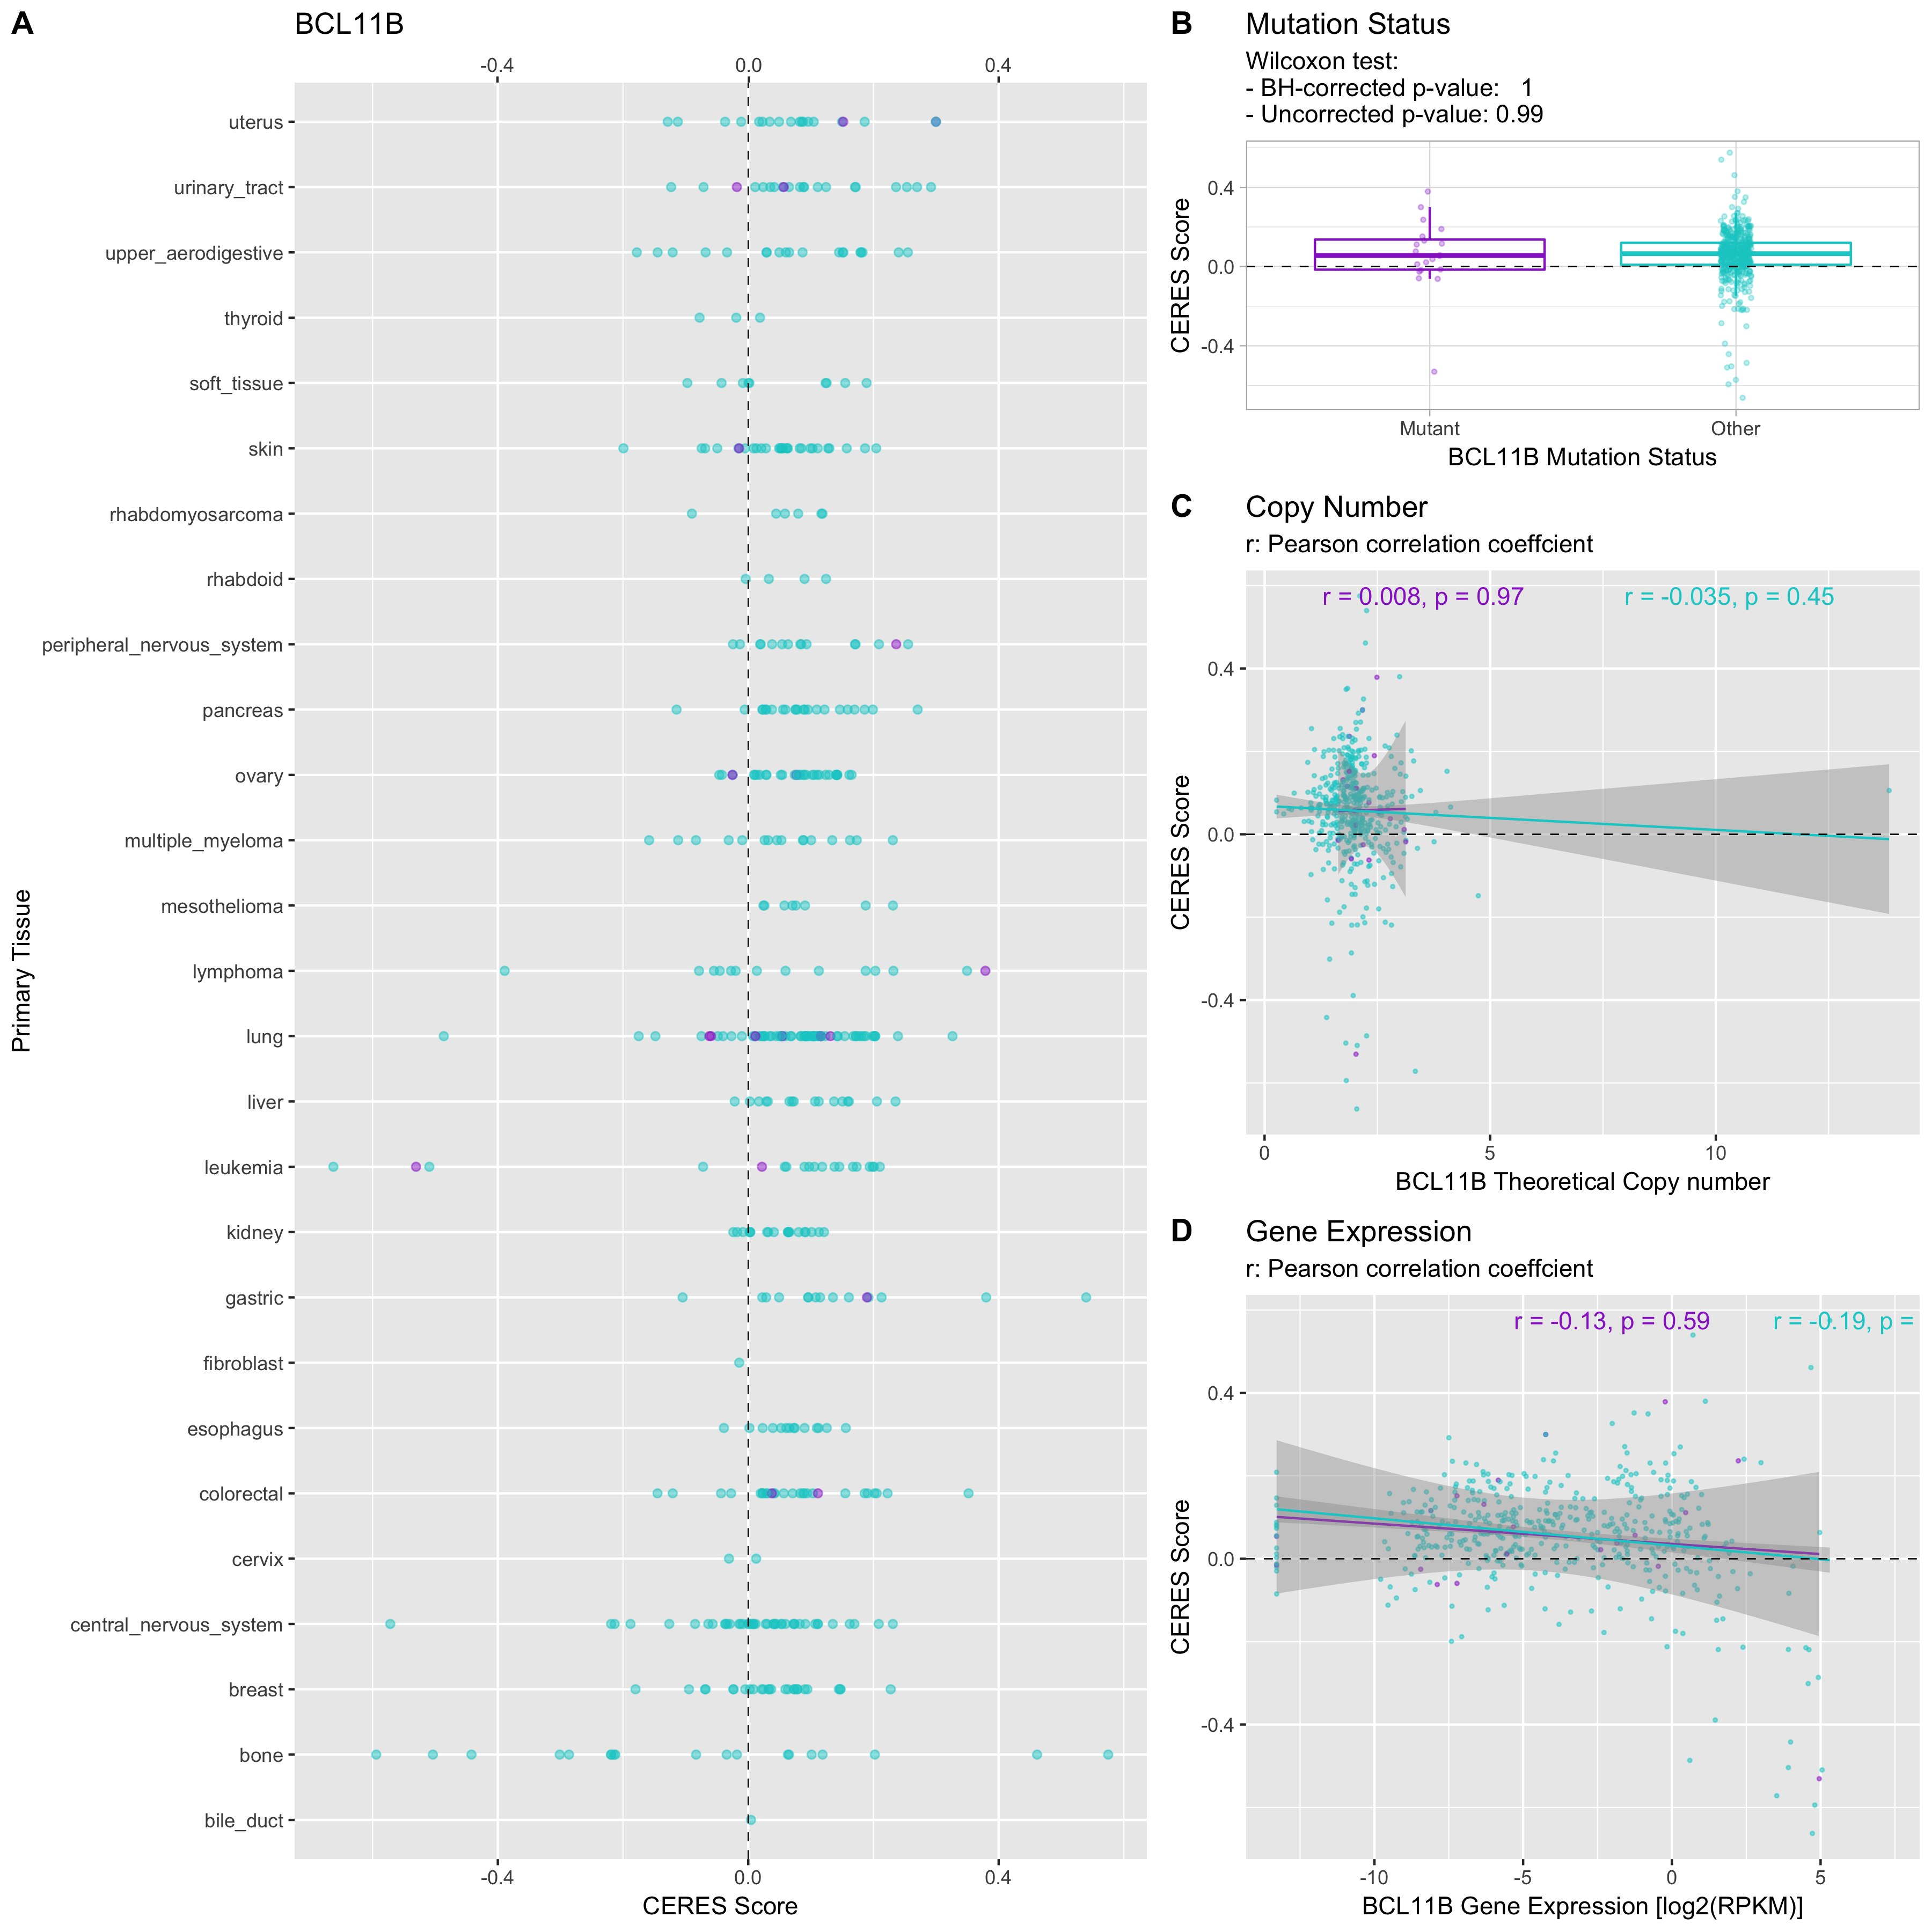 A
BCL11B
-0.4 0.0 0.4
uterus
urinary_tract
upper_aerodigestive
thyroid
soft_tissue
skin
rhabdomyosarcoma
rhabdoid
peripheral_nervous_system
pancreas
ovary
multiple_myeloma
mesothelioma
lymphoma
lung
liver
leukemia
kidney
gastric
fibroblast
esophagus
colorectal
cervix
central_nervous_system
breast
bone
bile_duct
-0.4 0.0 0.4
CERES Score
Primary Tissue
B
Mutation Status
Wilcoxon test:
- BH-corrected p-value: 1
- Uncorrected p-value: 0.99
0.4
0.0
-0.4
CERES Score
Mutant Other
BCL11B Mutation Status
C
Copy Number
r: Pearson correlation coeffcient
r = 0.008, p = 0.97 r = -0.035, p = 0.45
0.4
0.0
-0.4
CERES Score
0 5 10
BCL11B Theoretical Copy number
D
Gene Expression
r: Pearson correlation coeffcient
r = -0.13, p = 0.59 r = -0.19, p =
0.4
0.0
-0.4
CERES Score
-10 -5 0 5
BCL11B Gene Expression [log2(RPKM)]